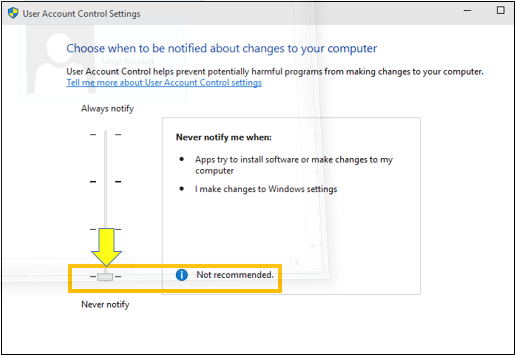 User Account Control Settings
Choose when to be notified about changes to your computer
User Account Control helps prevent potentially harmful programs from making changes to your computer.
Local Account
Tell me more about User Account Control settings
Always notify
Never notify me when:
• Apps try to install software or make changes to my
computer
• I make changes to Windows settings
Not recommended.
Never notify